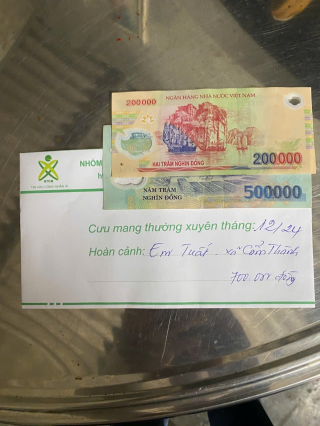 NGÂN HÀNG NHÀ NƯỚC VIỆT NAM
200000
HAI TRĂM NGHÌN ĐỒNG
200000
NĂM TRĂM
NGHÌN ĐỒNG
500000
NHÓM
Cưu mang thường xuyên tháng: 12/24
Hoàn cảnh: Em Tuất - xã Cẩm Thành
700.000 đồng